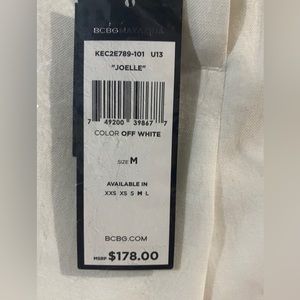 BCBGMAXAZRIA
KEC2E789-101 U13
"JOELLE"
7 49200 39867 7
COLOR OFF WHITE
SIZE M
AVAILABLE IN
XXS XS S M L
BCBG.COM
MSRP $178.00